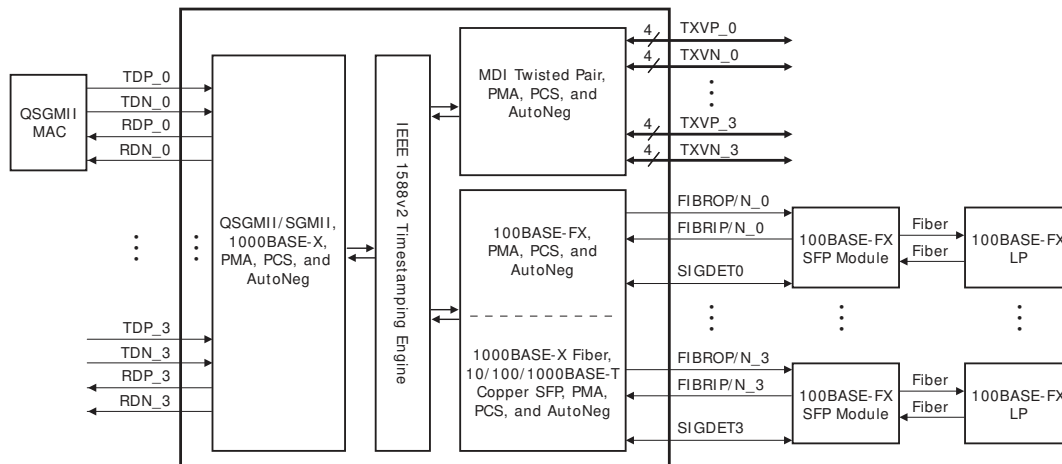 QSGMII
MAC
TDP_0
TDN_0
RDP_0
RDN_0
TDP_3
TDN_3
RDP_3
RDN_3
QSGMII/SGMII,
1000BASE-X,
PMA, PCS, and
AutoNeg
IEEE 1588v2 Timestamping Engine
MDI Twisted Pair,
PMA, PCS, and
AutoNeg
4 TXVP_0
4 TXVN_0
4 TXVP_3
4 TXVN_3
100BASE-FX,
PMA, PCS, and
AutoNeg
1000BASE-X Fiber,
10/100/1000BASE-T
Copper SFP, PMA,
PCS, and AutoNeg
FIBROP/N_0
FIBRIP/N_0
SIGDET0
100BASE-FX
SFP Module
Fiber
Fiber
100BASE-FX
LP
FIBROP/N_3
FIBRIP/N_3
SIGDET3
100BASE-FX
SFP Module
Fiber
Fiber
100BASE-FX
LP